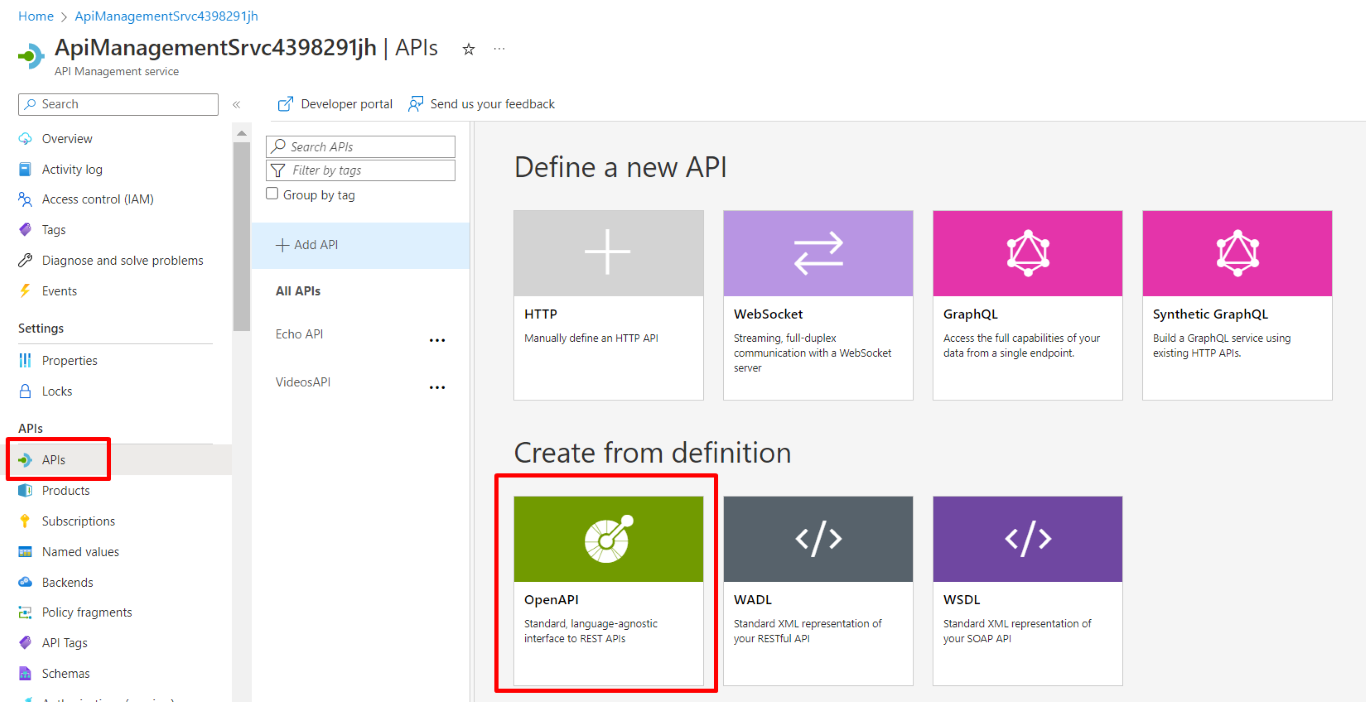 Home > ApiManagementSrvc4398291jh
ApiManagementSrvc4398291jh | APIs
API Management service
Search
Developer portal
Send us your feedback
Overview
Activity log
Access control (IAM)
Tags
Diagnose and solve problems
Events
Settings
Properties
Locks
APIs
APIs
Products
Subscriptions
Named values
Backends
Policy fragments
API Tags
Schemas
Search APIs
Filter by tags
Group by tag
Add API
All APIs
Echo API
VideosAPI
Define a new API
HTTP
Manually define an HTTP API
WebSocket
Streaming, full-duplex
communication with a WebSocket
server
GraphQL
Access the full capabilities of your
data from a single endpoint.
Synthetic GraphQL
Build a GraphQL service using
existing HTTP APIs.
Create from definition
OpenAPI
Standard, language-agnostic
interface to REST APIs
WADL
Standard XML representation of
your RESTful API
WSDL
Standard XML representation of
your SOAP API